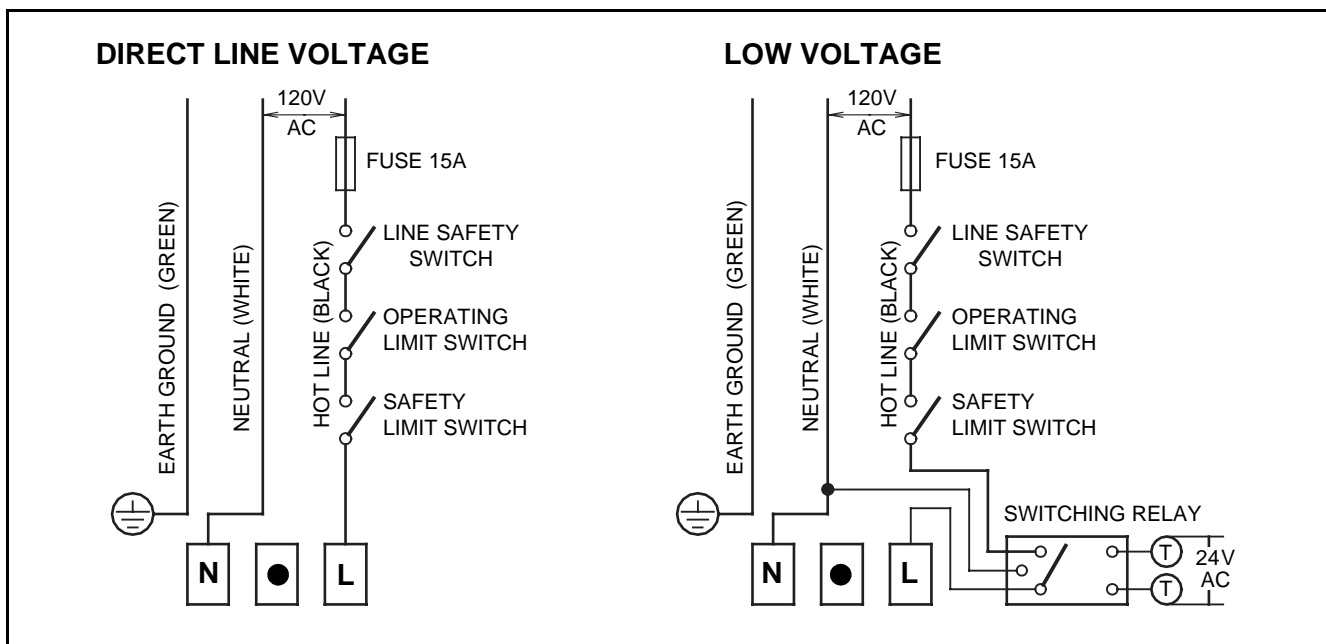 DIRECT LINE VOLTAGE
120V
AC
FUSE 15A
EARTH GROUND (GREEN)
NEUTRAL (WHITE)
HOT LINE (BLACK)
LINE SAFETY
SWITCH
OPERATING
LIMIT SWITCH
SAFETY
LIMIT SWITCH
N
L
LOW VOLTAGE
120V
AC
FUSE 15A
EARTH GROUND (GREEN)
NEUTRAL (WHITE)
HOT LINE (BLACK)
LINE SAFETY
SWITCH
OPERATING
LIMIT SWITCH
SAFETY
LIMIT SWITCH
SWITCHING RELAY
N
L
T
T
24V
AC